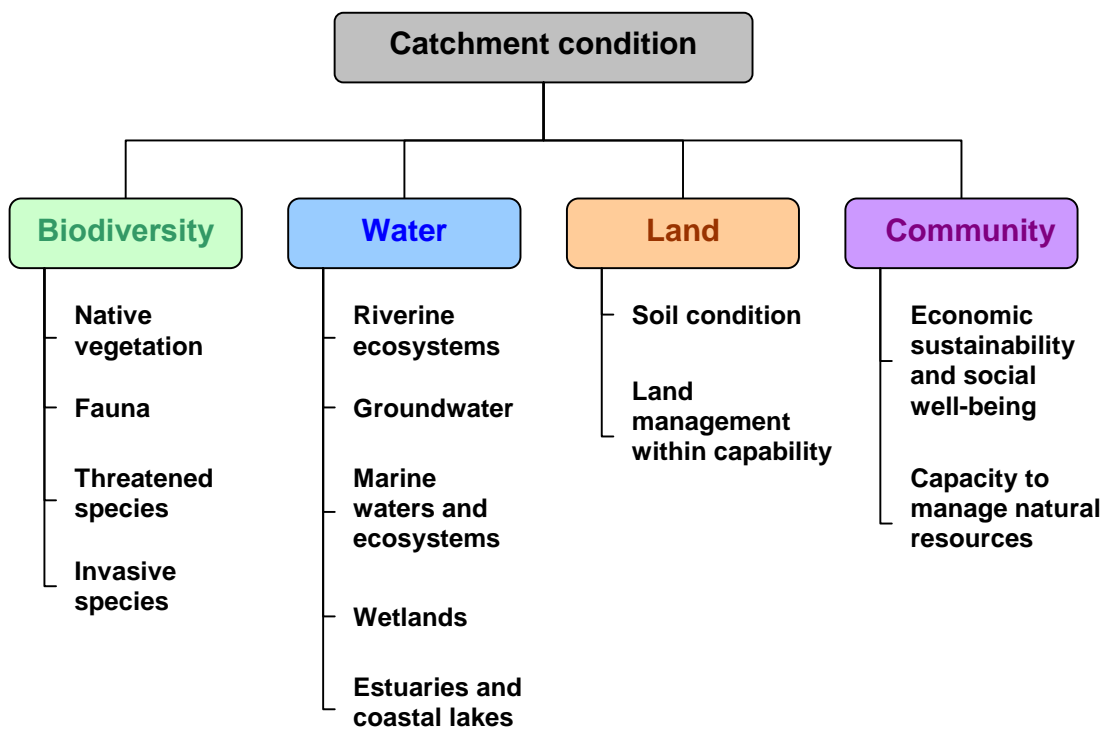 Catchment condition
Biodiversity
Native
vegetation
Fauna
Threatened
species
Invasive
species
Water
Riverine
ecosystems
Groundwater
Marine
waters and
ecosystems
Wetlands
Estuaries and
coastal lakes
Land
Soil condition
Land
management
within capability
Community
Economic
sustainability
and social
well-being
Capacity to
manage natural
resources